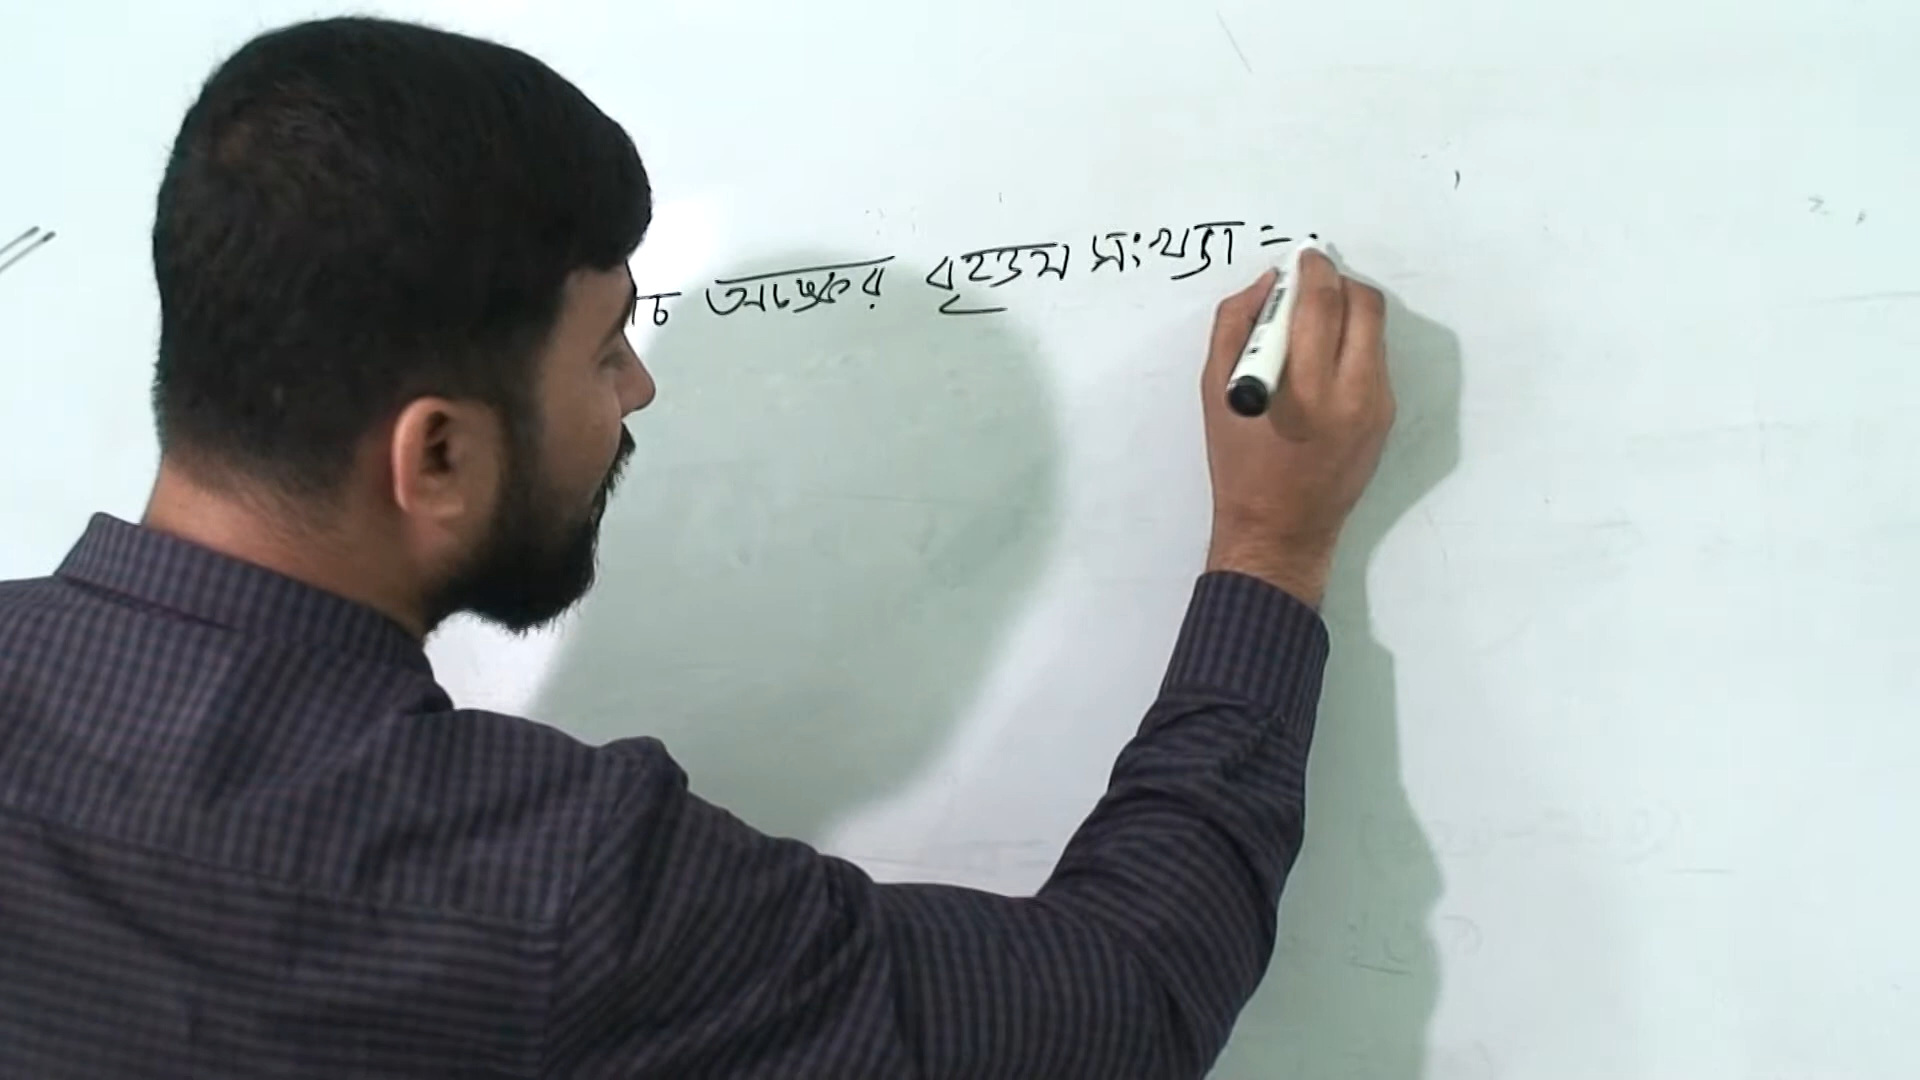 অঙ্কের বৃহত্তম সংখ্যা =